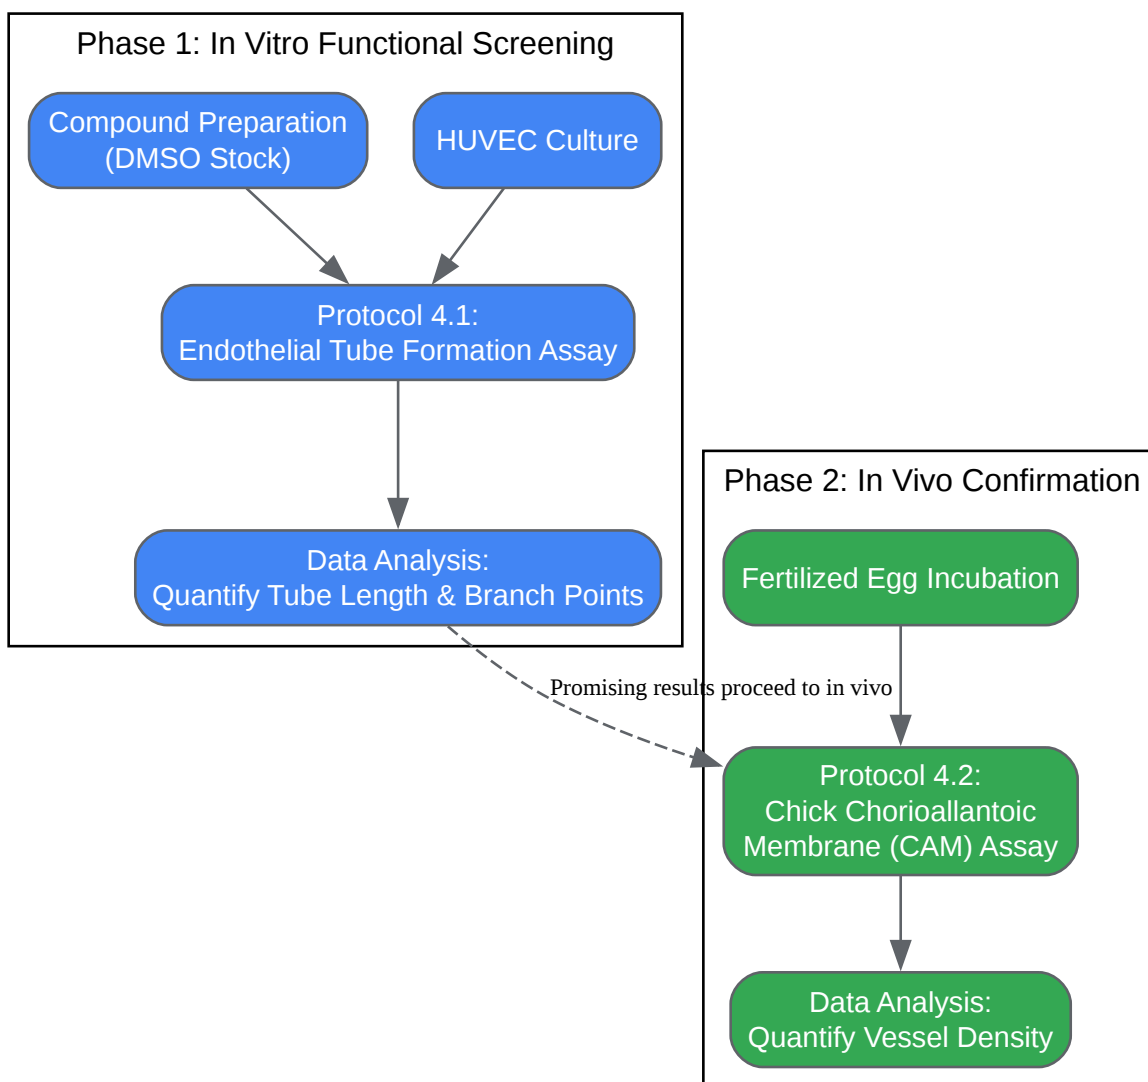 Phase 1: In Vitro Functional Screening
Compound Preparation
(DMSO Stock)
HUVEC Culture
Protocol 4.1:
Endothelial Tube Formation Assay
Data Analysis:
Quantify Tube Length & Branch Points
Phase 2: In Vivo Confirmation
Fertilized Egg Incubation
Promising results proceed to in vivo
Protocol 4.2:
Chick Chorioallantoic
Membrane (CAM) Assay
Data Analysis:
Quantify Vessel Density